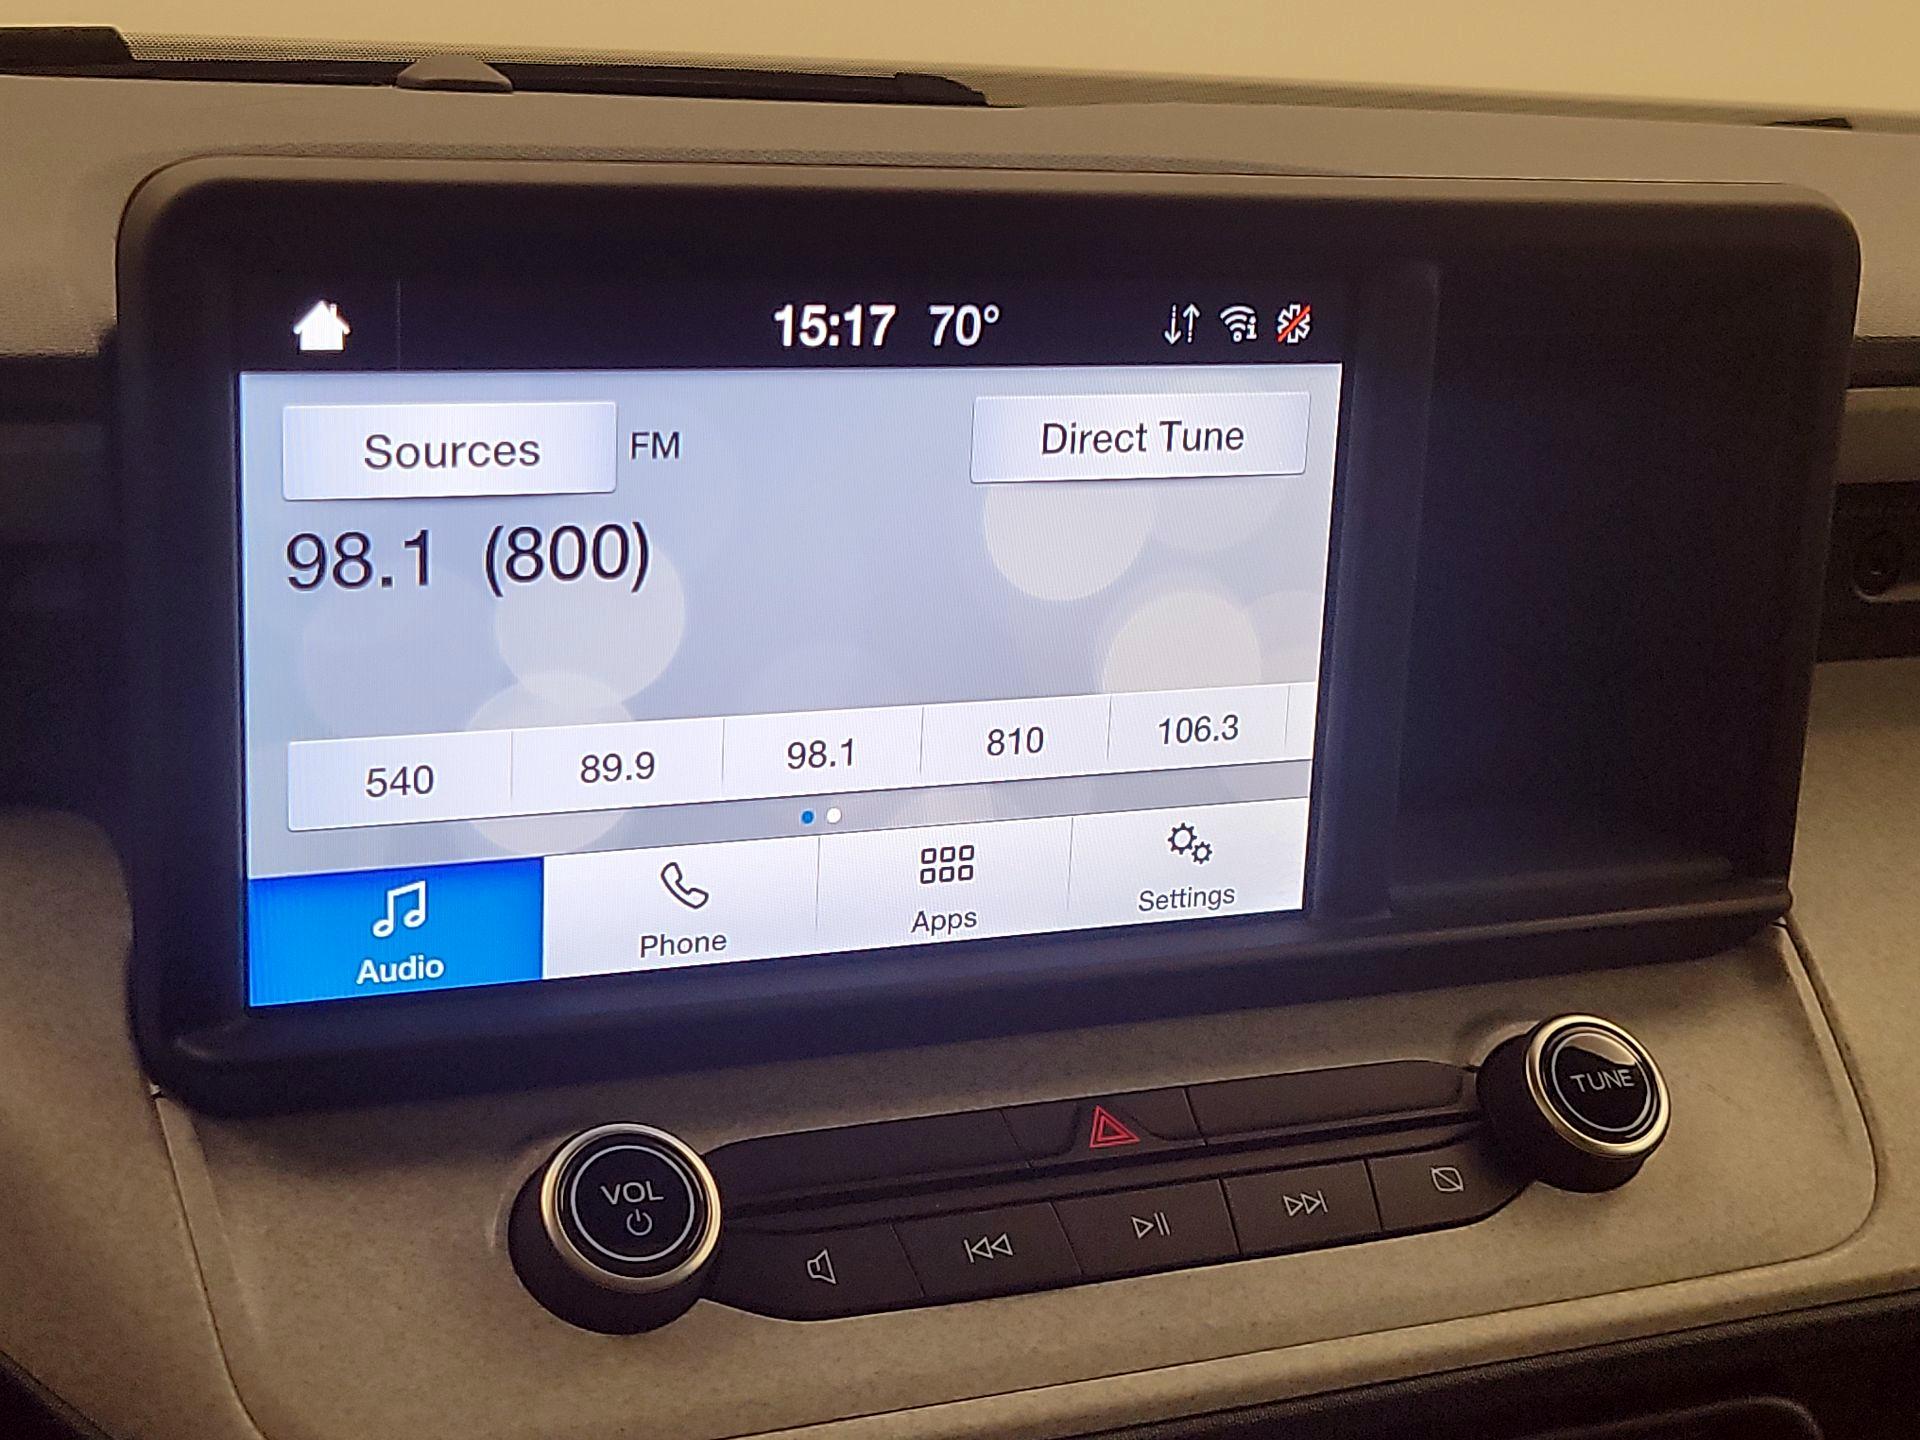 15:17 70°
Sources FM Direct Tune
98.1 (800)
540 89.9 98.1 810 106.3
Audio Phone Apps Settings
TUNE
VOL